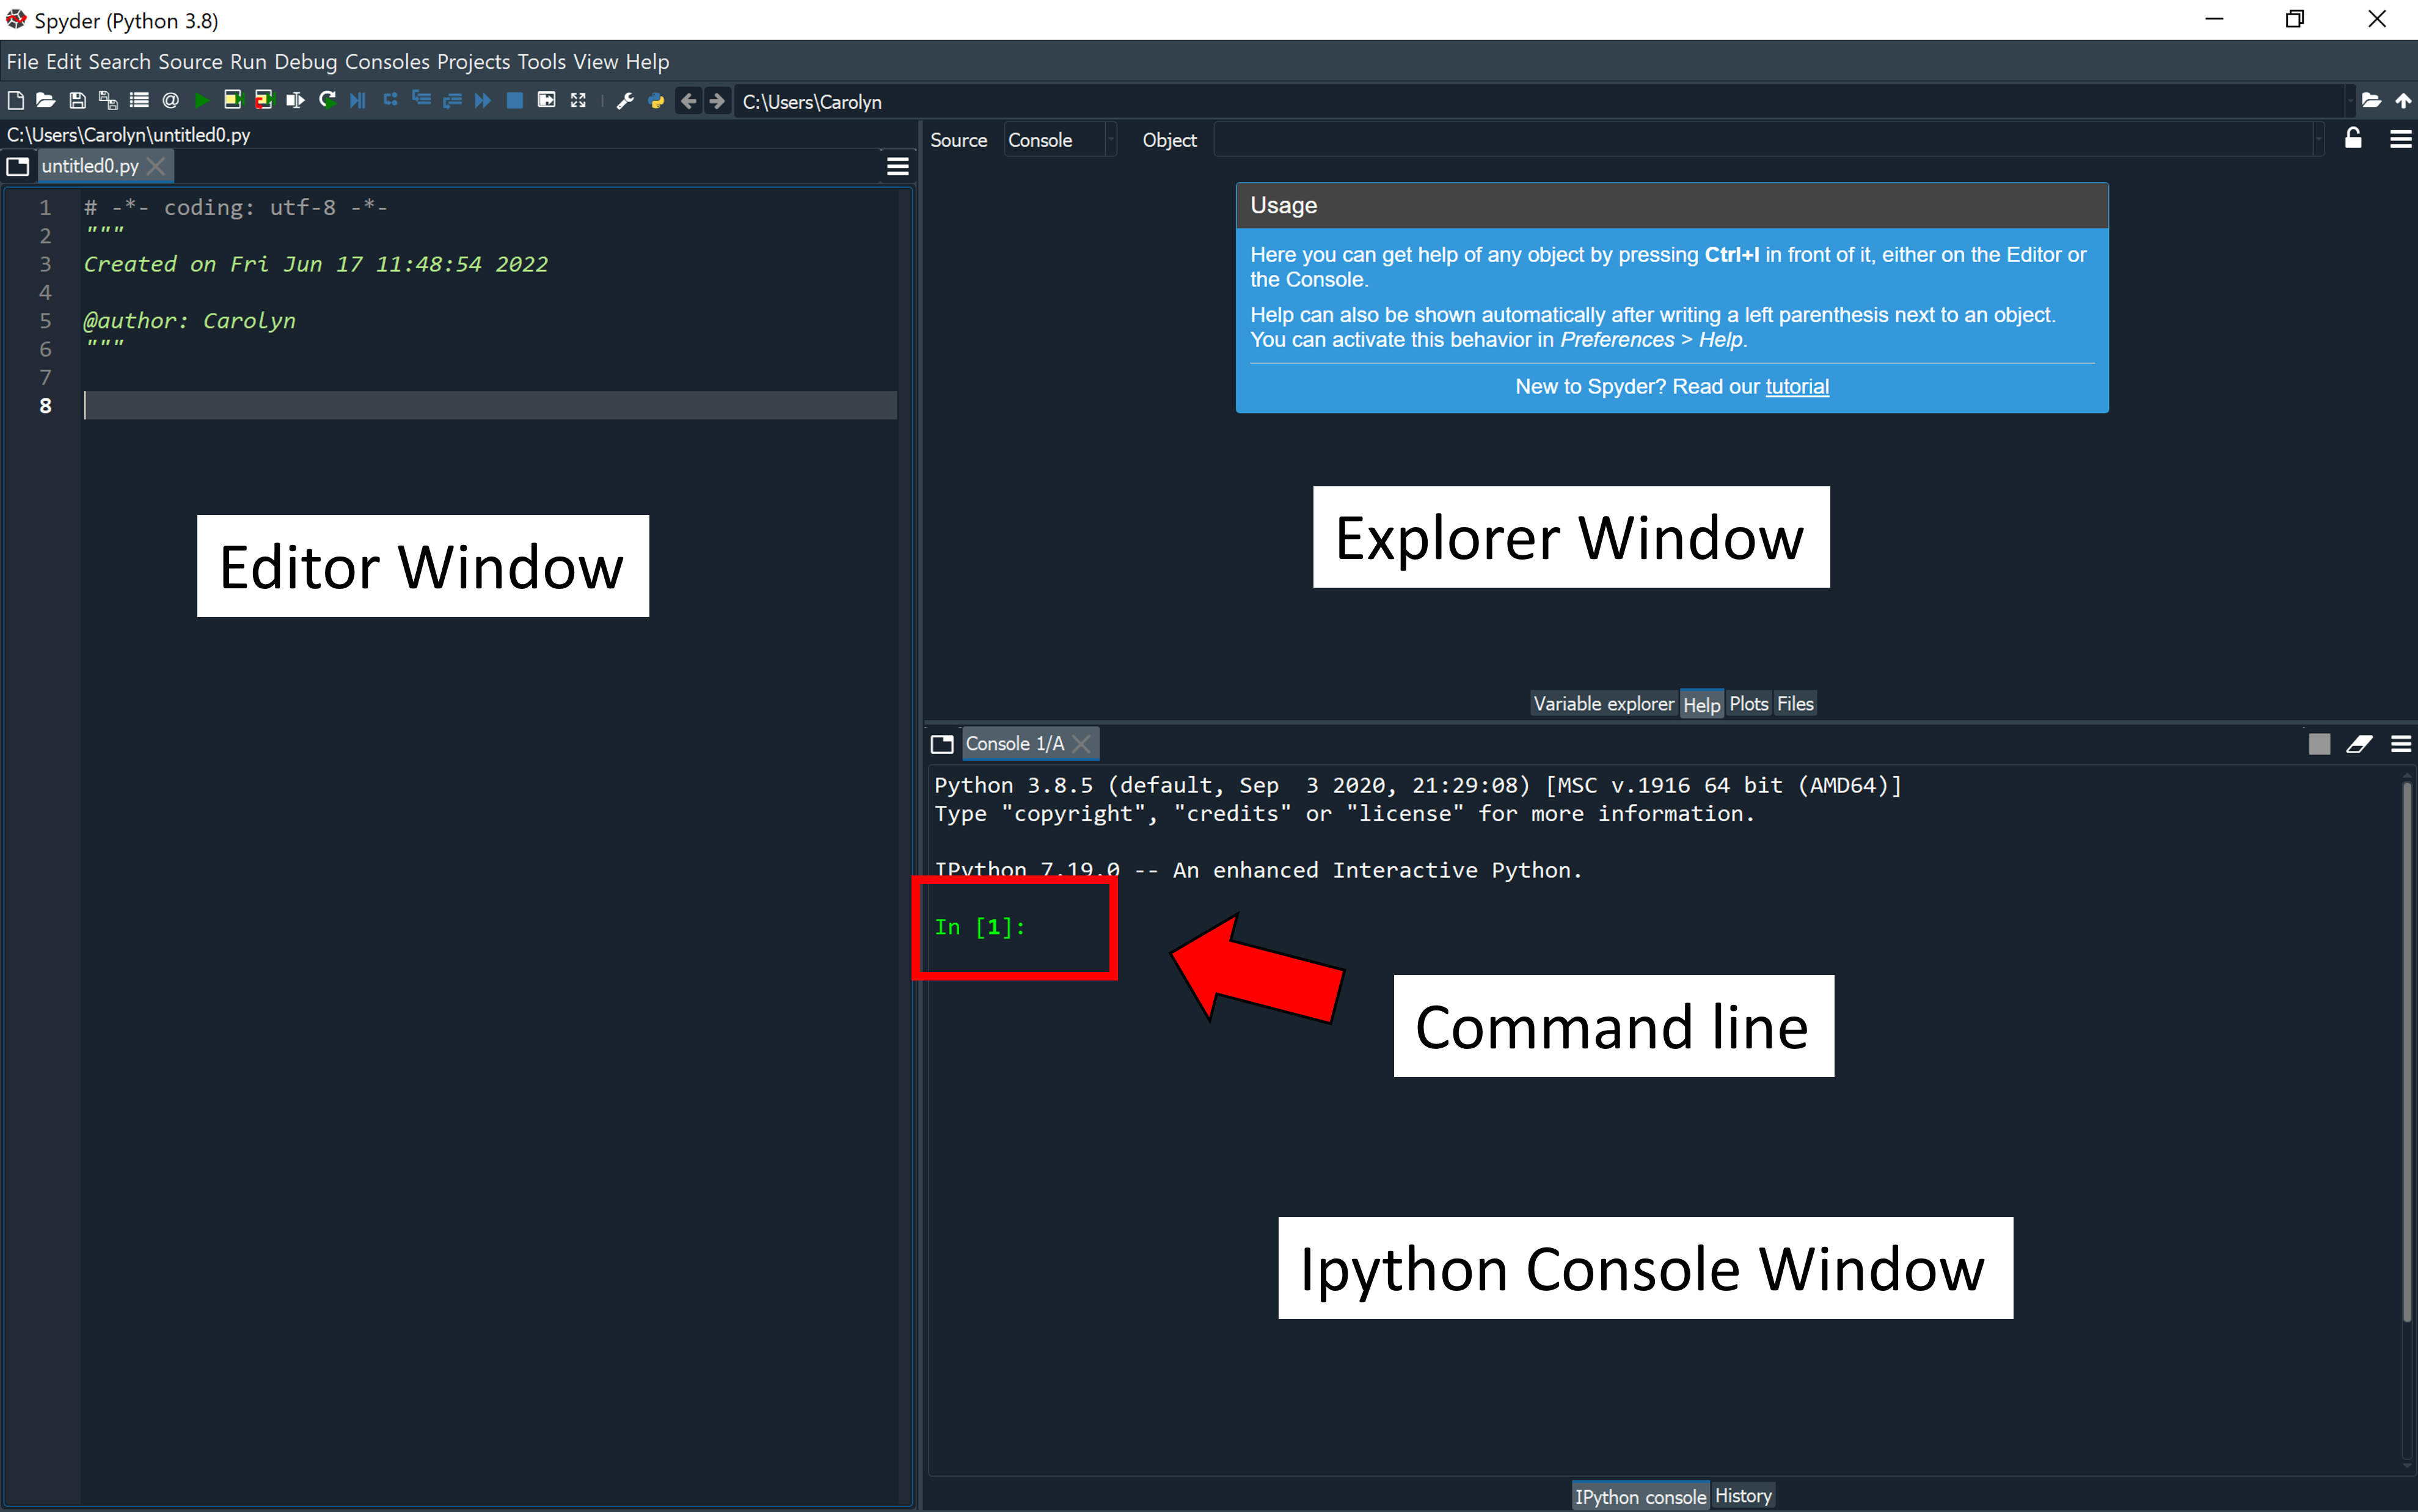 Spyder (Python 3.8)
File Edit Search Source Run Debug Consoles Projects Tools View Help
C:\Users\Carolyn
C:\Users\Carolyn\untitled0.py
untitled0.py
1 # -*- coding: utf-8 -*-
2 """
3 Created on Fri Jun 17 11:48:54 2022
4
5 @author: Carolyn
6 """
7
8
Editor Window
Source Console Object
Usage
Here you can get help of any object by pressing Ctrl+I in front of it, either on the Editor or
the Console.
Help can also be shown automatically after writing a left parenthesis next to an object.
You can activate this behavior in Preferences > Help.
New to Spyder? Read our tutorial
Explorer Window
Variable explorer Help Plots Files
Console 1/A
Python 3.8.5 (default, Sep  3 2020, 21:29:08) [MSC v.1916 64 bit (AMD64)]
Type "copyright", "credits" or "license" for more information.
IPython 7.19.0 -- An enhanced Interactive Python.
In [1]:
Command line
Ipython Console Window
IPython console History